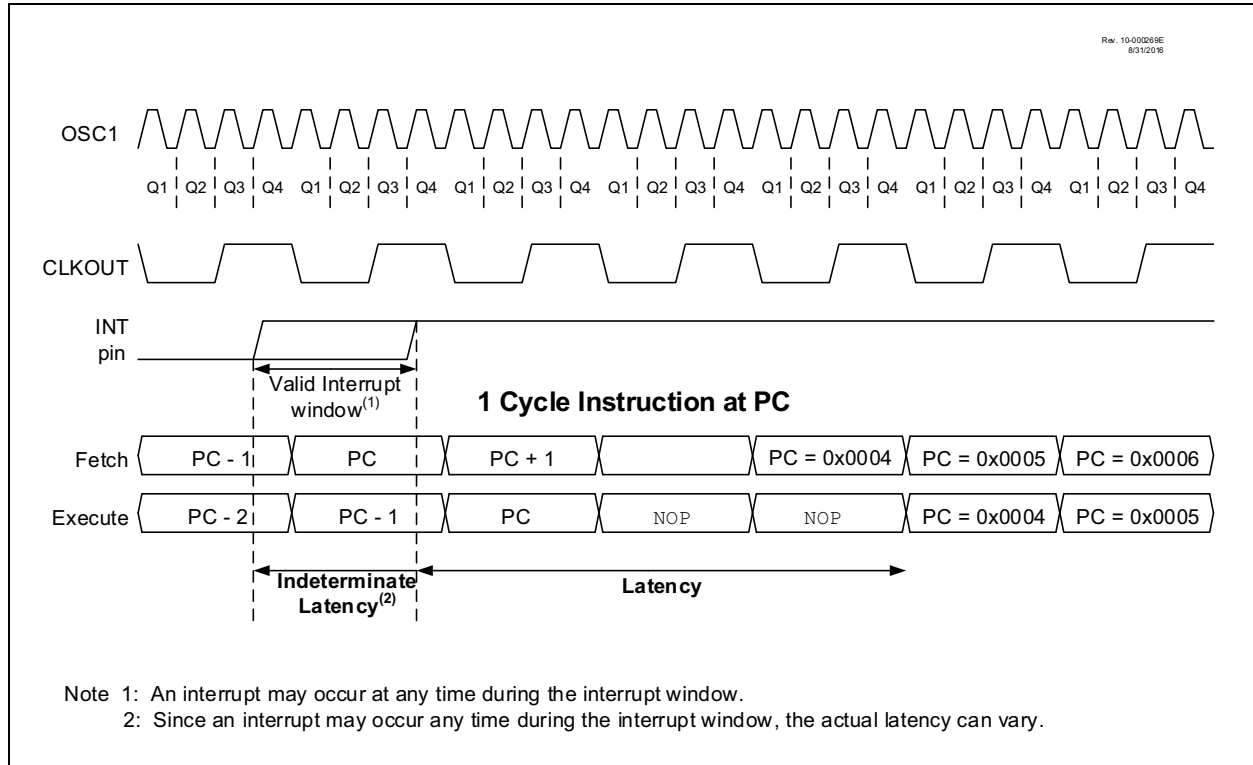 Rev. 10-000269E
8/31/2016
OSC1
Q1 Q2 Q3 Q4 Q1 Q2 Q3 Q4 Q1 Q2 Q3 Q4 Q1 Q2 Q3 Q4 Q1 Q2 Q3 Q4 Q1 Q2 Q3 Q4 Q1 Q2 Q3 Q4
CLKOUT
INT
pin
Valid Interrupt
window(1)
1 Cycle Instruction at PC
Fetch PC - 1 PC PC + 1 PC = 0x0004 PC = 0x0005 PC = 0x0006
Execute PC - 2 PC - 1 PC NOP NOP PC = 0x0004 PC = 0x0005
Indeterminate
Latency(2)
Latency
Note 1: An interrupt may occur at any time during the interrupt window.
2: Since an interrupt may occur any time during the interrupt window, the actual latency can vary.